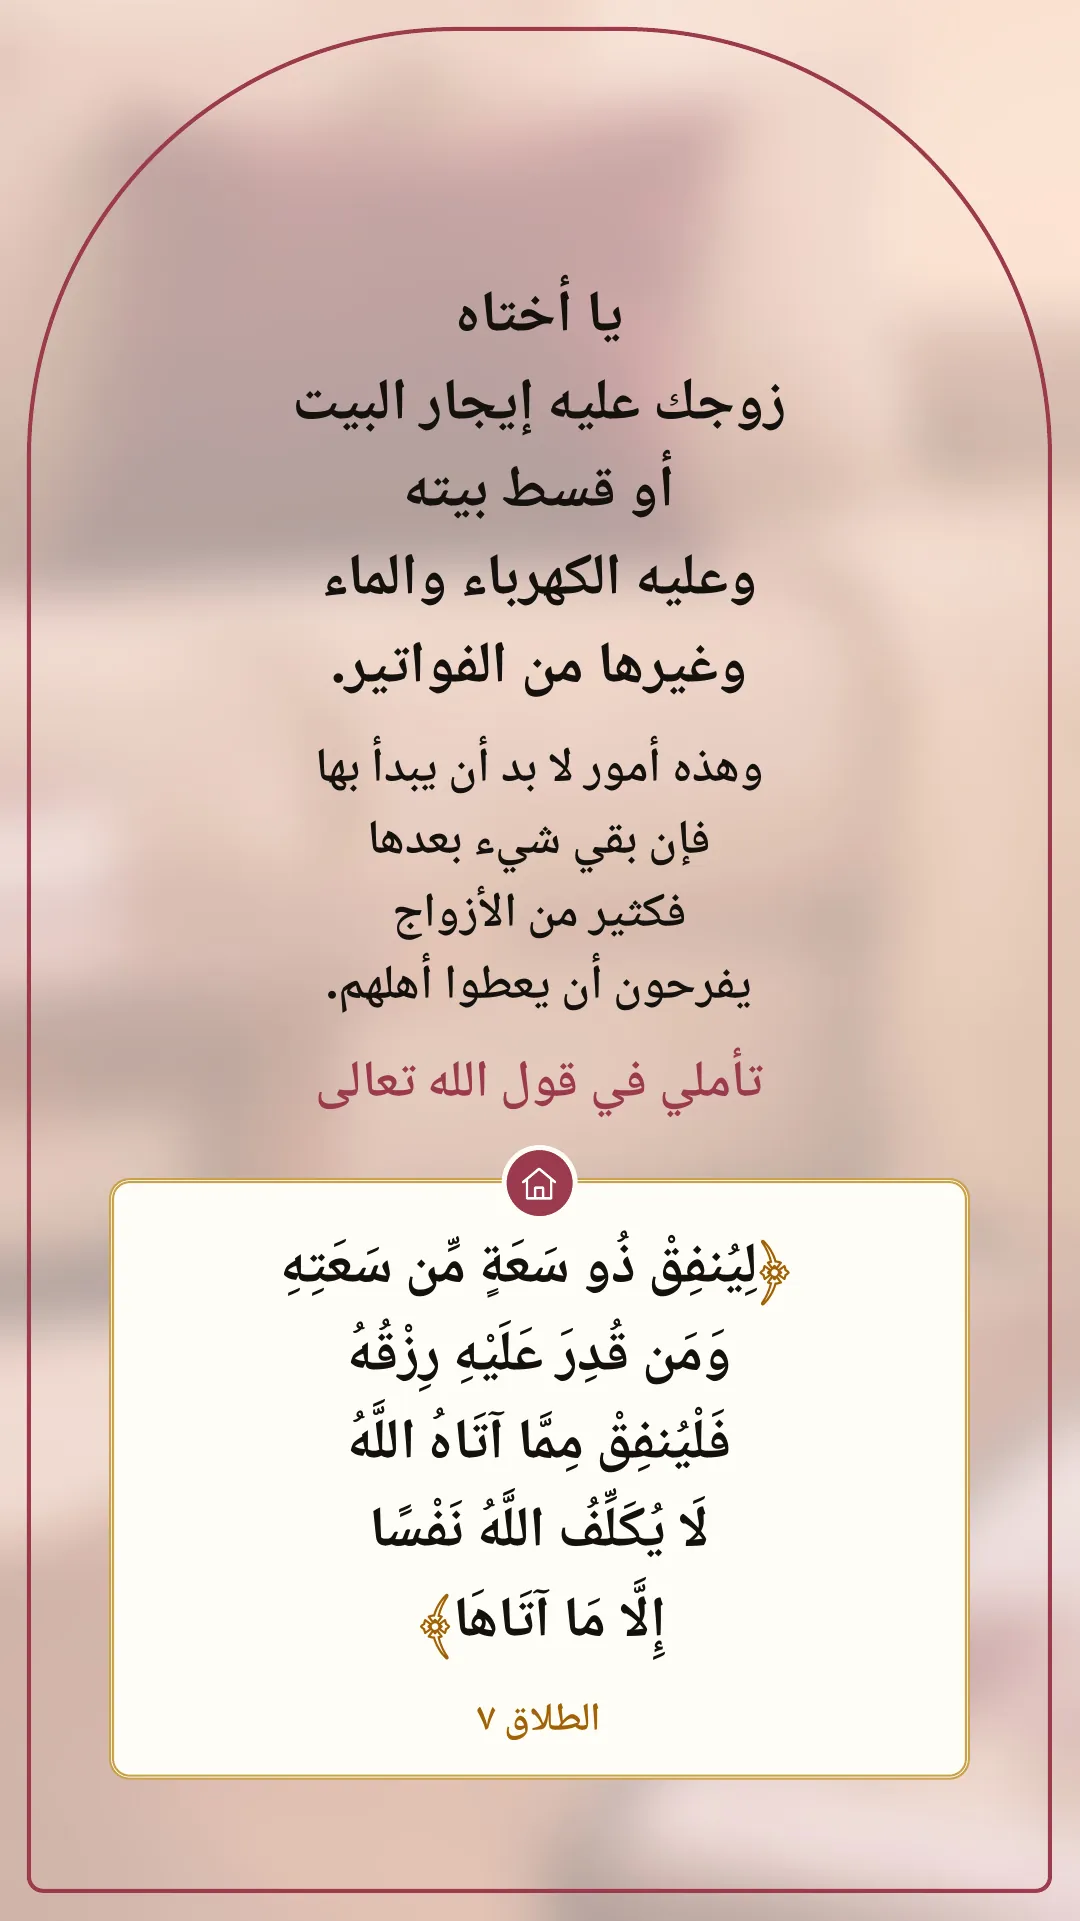 يا أختاه
زوجك عليه إيجار البيت
أو قسط بيته
وعليه الكهرباء والماء
وغيرها من الفواتير.
وهذه أمور لا بد أن يبدأ بها
فإن بقي شيء بعدها
فكثير من الأزواج
يفرحون أن يعطوا أهلهم.
تأملي في قول الله تعالى
﴿لِيُنفِقْ ذُو سَعَةٍ مِّن سَعَتِهِ
وَمَن قُدِرَ عَلَيْهِ رِزْقُهُ
فَلْيُنفِقْ مِمَّا آتَاهُ اللَّهُ
لَا يُكَلِّفُ اللَّهُ نَفْسًا
إِلَّا مَا آتَاهَا﴾
الطلاق ٧